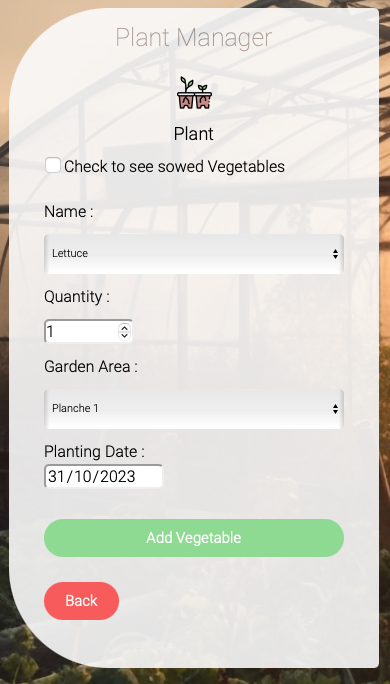 Plant Manager
Plant
Check to see sowed Vegetables
Name :
Lettuce
Quantity :
1
Garden Area :
Planche 1
Planting Date :
31/10/2023
Add Vegetable
Back